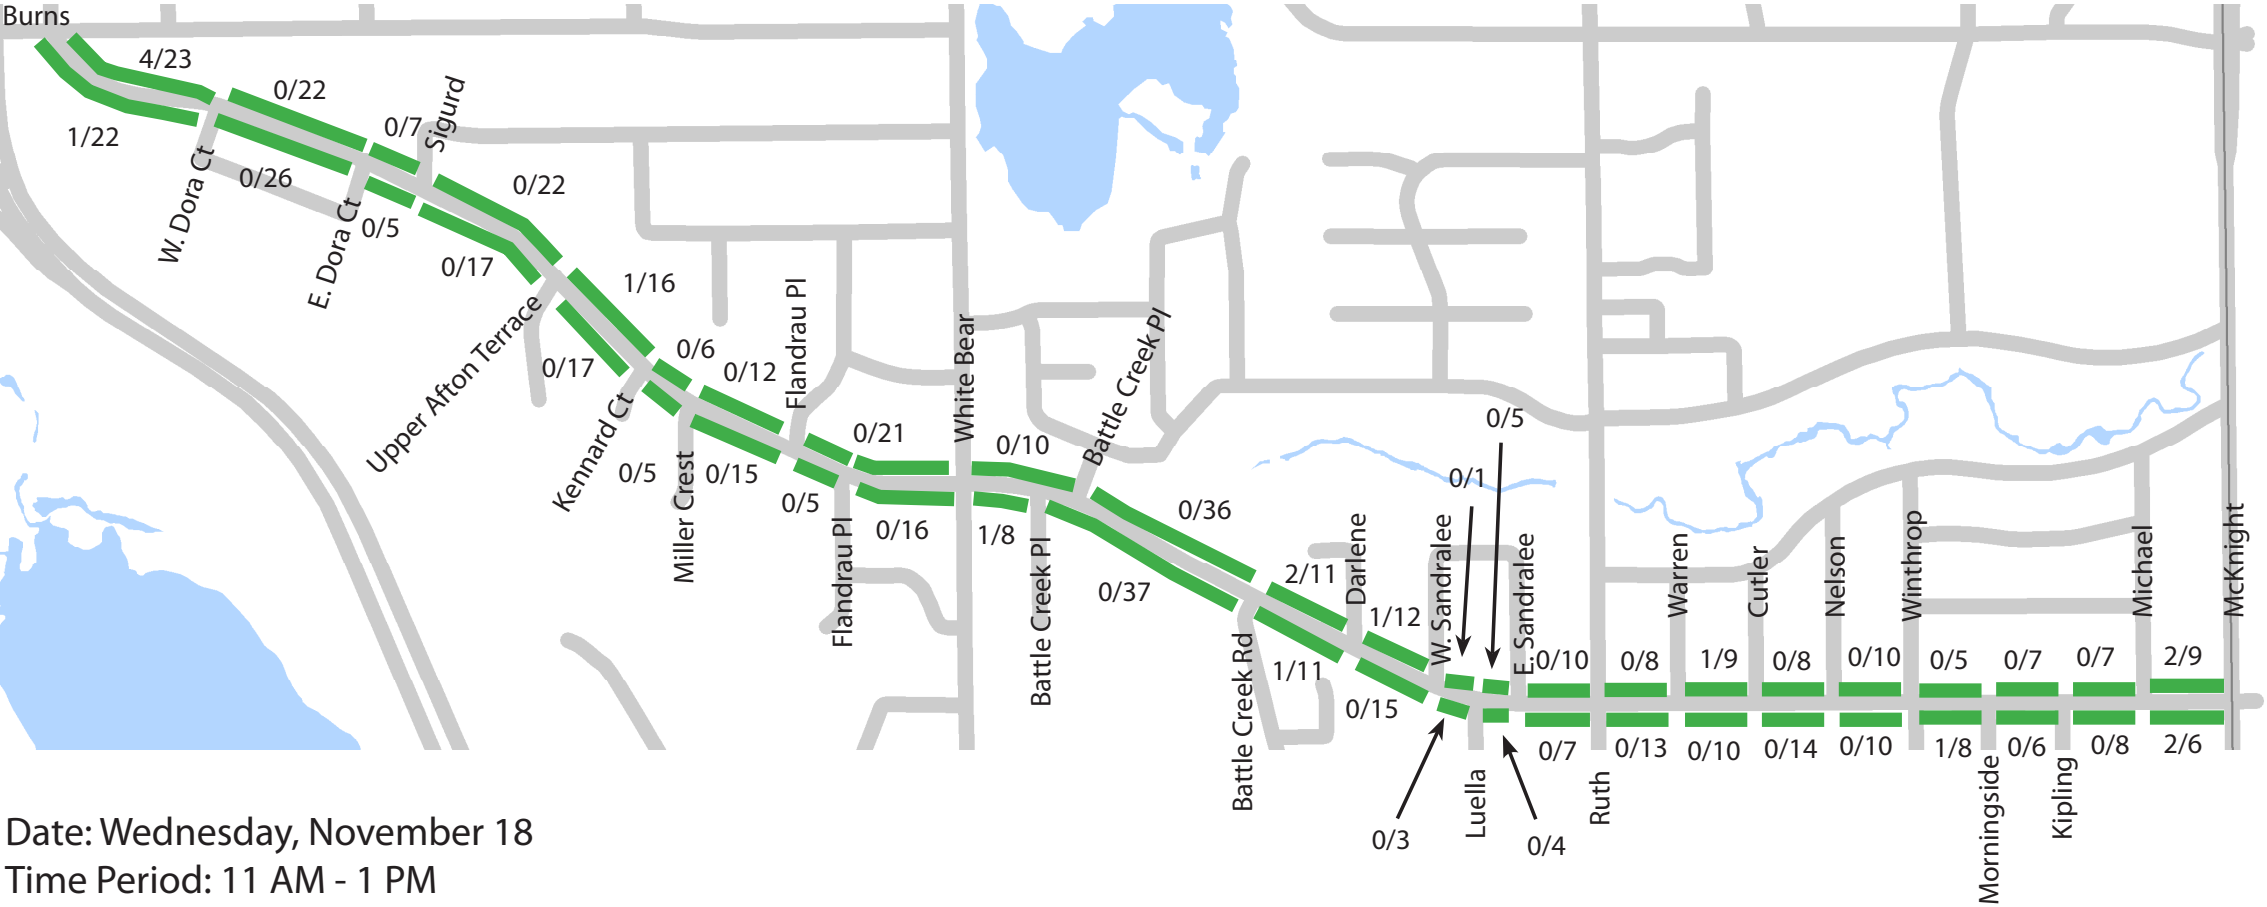 Burns
4/23
0/22
0/7
Sigurd
1/22
W. Dora Ct
0/26
E. Dora Ct
0/5
0/22
0/17
Upper Afton Terrace
1/16
0/17
Kennard Ct
0/6
0/12
Flandrau Pl
0/5
Miller Crest
0/15
0/21
0/5
Flandrau Pl
0/16
White Bear
0/10
1/8
Battle Creek Pl
Battle Creek Pl
0/36
0/37
Battle Creek Rd
2/11
Darlene
1/11
1/12
0/15
W. Sandralee
0/1
0/5
E. Sandralee
0/3
Luella
0/4
0/10
0/7
Ruth
0/8
0/13
Warren
1/9
0/10
Cutler
0/8
0/14
Nelson
0/10
0/10
Winthrop
0/5
1/8
Morningside
0/7
0/6
Kipling
0/7
0/8
Michael
2/9
2/6
McKnight
Date: Wednesday, November 18
Time Period: 11 AM - 1 PM